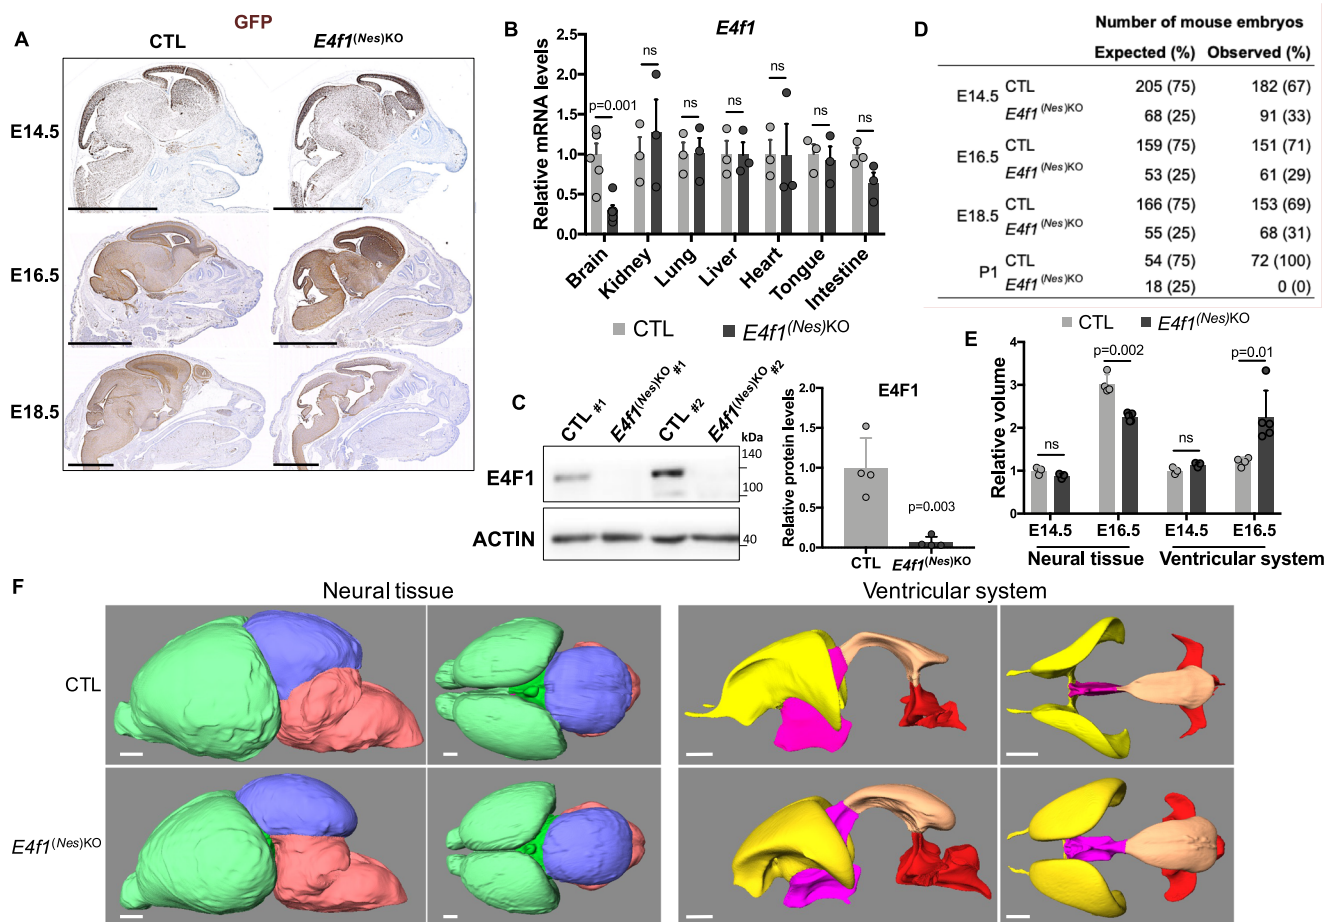 A
GFP
CTL
E4f1(Nes)KO
E14.5
E16.5
E18.5
B
E4f1
Relative mRNA levels
2.5
2.0
1.5
1.0
0.5
0.0
p=0.001
ns
ns
ns
ns
ns
ns
Brain
Kidney
Lung
Liver
Heart
Tongue
Intestine
CTL
E4f1(Nes)KO
C
CTL #1
E4f1(Nes)KO #1
CTL #2
E4f1(Nes)KO #2
kDa
140
E4F1
100
ACTIN
40
E4F1
Relative protein levels
2.0
1.5
1.0
0.5
0.0
p=0.003
CTL
E4f1(Nes)KO
D
Number of mouse embryos
Expected (%) Observed (%)
E14.5
CTL 205 (75) 182 (67)
E4f1(Nes)KO 68 (25) 91 (33)
E16.5
CTL 159 (75) 151 (71)
E4f1(Nes)KO 53 (25) 61 (29)
E18.5
CTL 166 (75) 153 (69)
E4f1(Nes)KO 55 (25) 68 (31)
P1
CTL 54 (75) 72 (100)
E4f1(Nes)KO 18 (25) 0 (0)
CTL
E4f1(Nes)KO
E
Relative volume
4
3
2
1
0
ns
p=0.002
ns
p=0.01
E14.5
E16.5
E14.5
E16.5
Neural tissue
Ventricular system
F
Neural tissue
Ventricular system
CTL
E4f1(Nes)KO